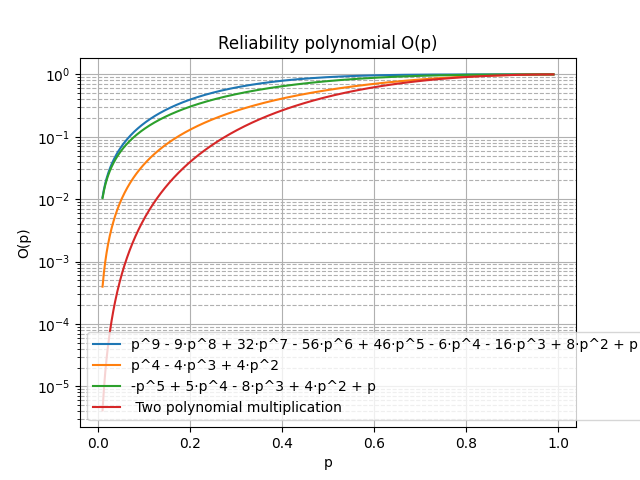 Reliability polynomial O(p)
O(p)
10^0
10^-1
10^-2
10^-3
10^-4
10^-5
p^9 - 9·p^8 + 32·p^7 - 56·p^6 + 46·p^5 - 6·p^4 - 16·p^3 + 8·p^2 + p
p^4 - 4·p^3 + 4·p^2
-p^5 + 5·p^4 - 8·p^3 + 4·p^2 + p
Two polynomial multiplication
0.0 0.2 0.4 0.6 0.8 1.0
p